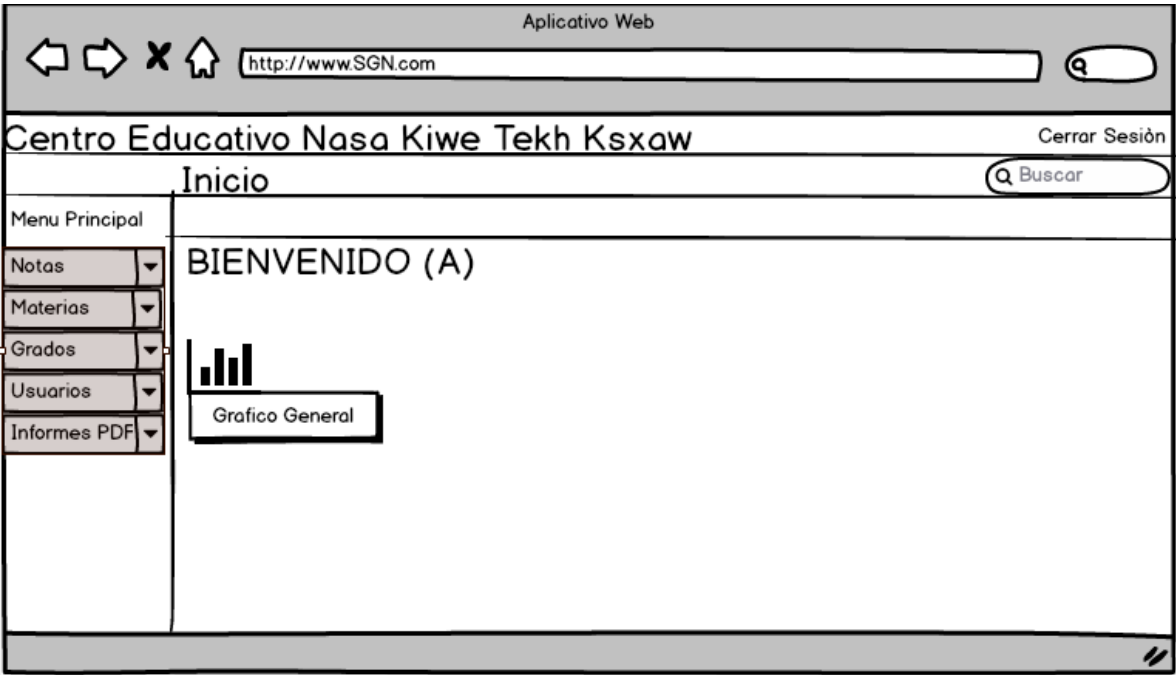 Aplicativo Web
http://www.SGN.com
Centro Educativo Nasa Kiwe Tekh Ksxaw
Cerrar Sesiòn
Inicio
Buscar
Menu Principal
BIENVENIDO (A)
Notas
Materias
Grados
Usuarios
Informes PDF
Grafico General